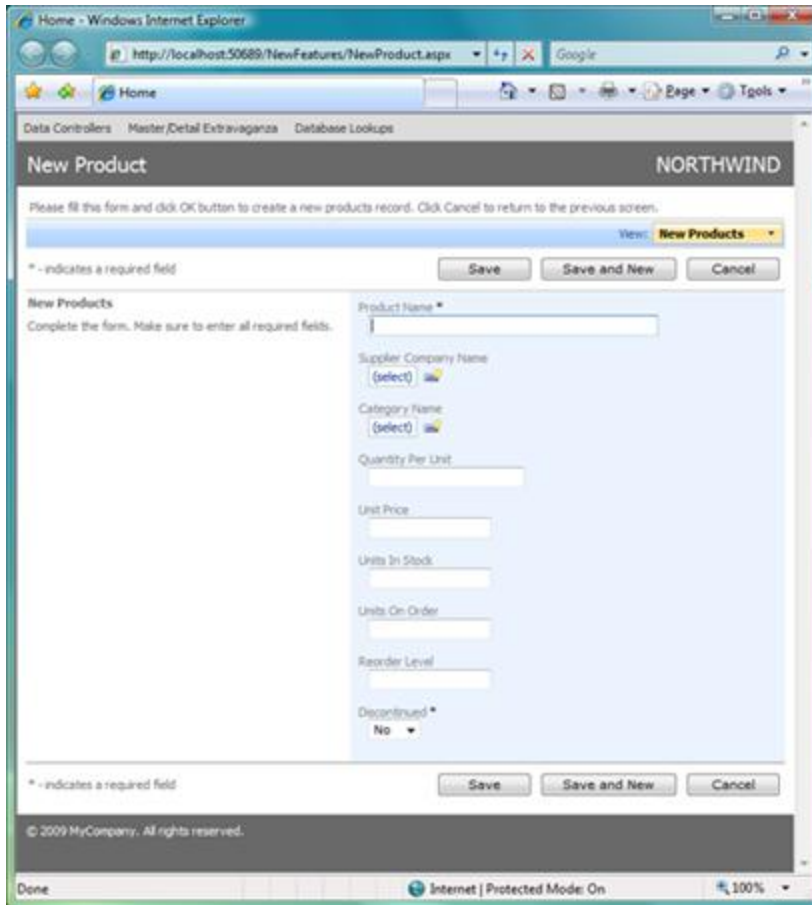 Home - Windows Internet Explorer
http://localhost:50689/NewFeatures/NewProduct.aspx
Google
Home
Page
Tools
Data Controllers Master/Detail Extravaganza Database Lookups
New Product
NORTHWIND
Please fill this form and click OK button to create a new products record. Click Cancel to return to the previous screen.
View: New Products
* - indicates a required field
Save
Save and New
Cancel
New Products
Complete the form. Make sure to enter all required fields.
Product Name *
Supplier Company Name
(select)
Category Name
(select)
Quantity Per Unit
Unit Price
Units In Stock
Units On Order
Reorder Level
Discontinued *
No
* - indicates a required field
Save
Save and New
Cancel
© 2009 MyCompany. All rights reserved.
Done
Internet | Protected Mode: On
100%